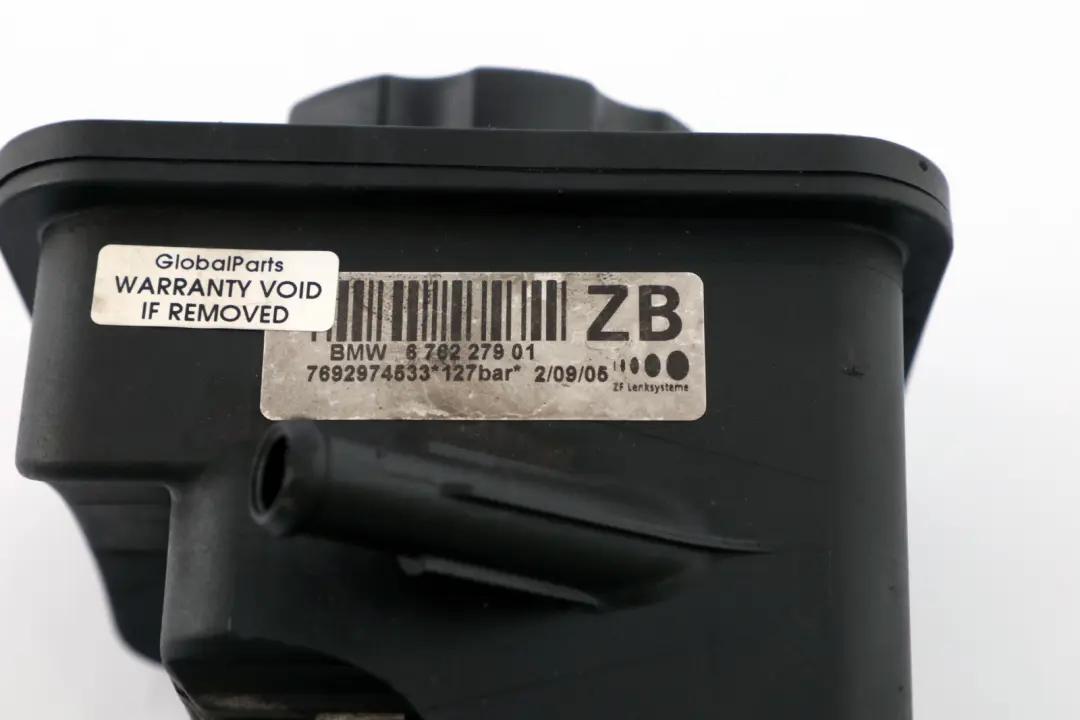 GlobalParts
WARRANTY VOID
IF REMOVED
ZB
BMW 6 762 279 01
7692974533*127bar* 2/09/05
ZF Lenksysteme